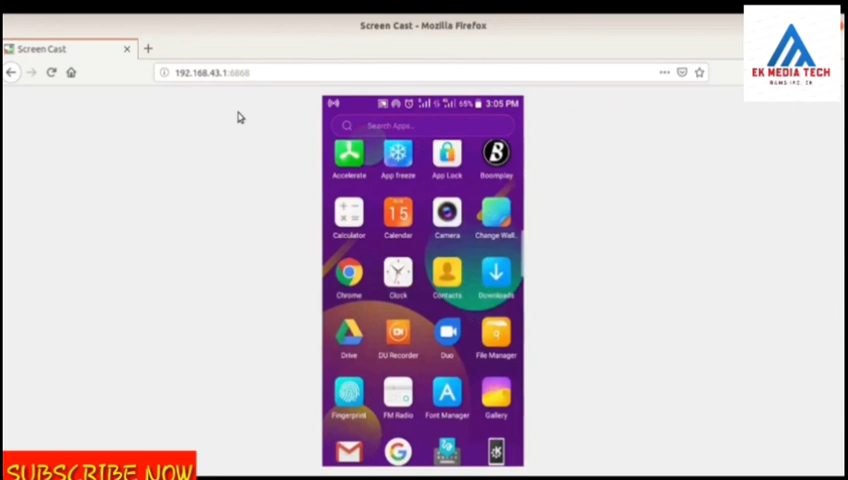 Screen Cast - Mozilla Firefox
Screen Cast
192.168.43.1:6868
EK MEDIA TECH
65% 3:05 PM
Search Apps..
Accelerate App freeze App Lock Boomplay
15
Calculator Calendar Camera Change Wall..
Chrome Clock Contacts Downloads
Drive DU Recorder Duo File Manager
Fingerprint FM Radio Font Manager Gallery
SUBSCRIBE NOW